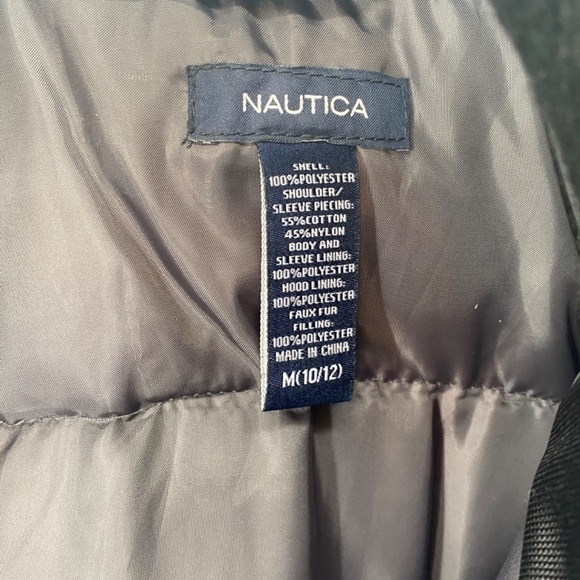 NAUTICA
SHELL:
100%POLYESTER
SHOULDER/
SLEEVE PIECING:
55%COTTON
45%NYLON
BODY AND
SLEEVE LINING:
100%POLYESTER
HOOD LINING:
100%POLYESTER
FAUX FUR
FILLING:
100%POLYESTER
MADE IN CHINA
M(10/12)